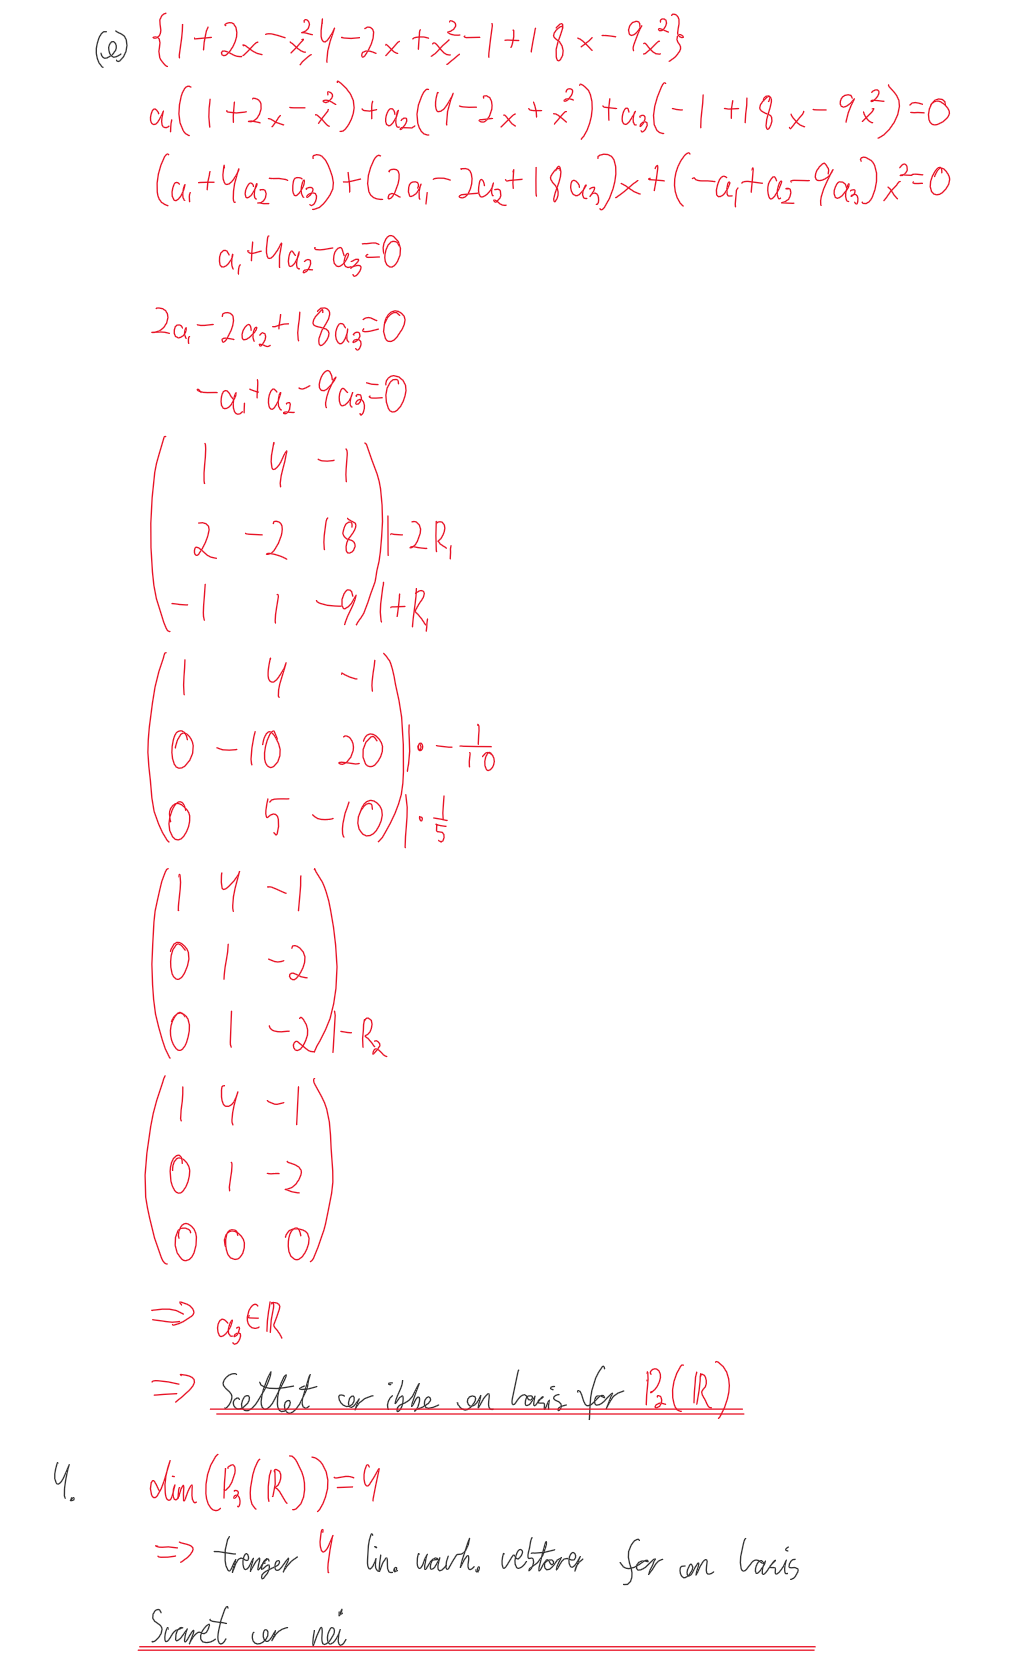 (e) {1+2x-x²,4-2x+x²,-1+18x-9x²}
a₁(1+2x-x²)+a₂(4-2x+x²)+a₃(-1+18x-9x²)=0
(a₁+4a₂-a₃)+(2a₁-2a₂+18a₃)x+(-a₁+a₂-9a₃)x²=0
a₁+4a₂-a₃=0
2a₁-2a₂+18a₃=0
-a₁+a₂-9a₃=0
1 4 -1
2 -2 18 |-2R₁
-1 1 -9 |+R₁
1 4 -1
0 -10 20 |·-1/10
0 5 -10 |·1/5
1 4 -1
0 1 -2
0 1 -2 |-R₂
1 4 -1
0 1 -2
0 0 0
⇒ a₃∈ℝ
⇒ Settet er ikke en basis for P₂(ℝ)
4. dim(P₃(ℝ))=4
⇒ trenger 4 lin. uavh. vektorer for en basis
Svaret er nei